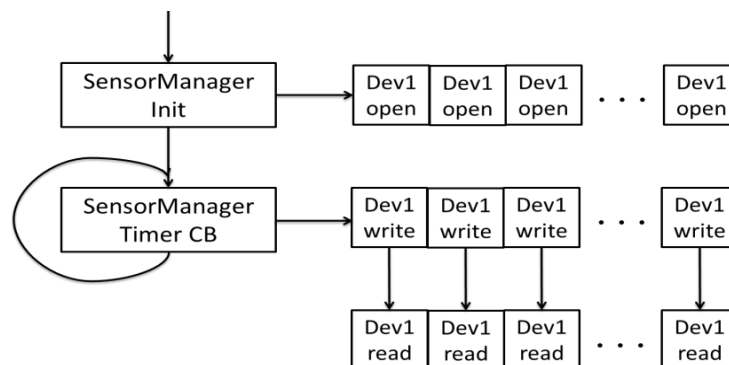 SensorManager
Init
Dev1 Dev1 Dev1 . . . Dev1
open open open open
SensorManager
Timer CB
Dev1 Dev1 Dev1 . . . Dev1
write write write write
Dev1 Dev1 Dev1 . . . Dev1
read read read read